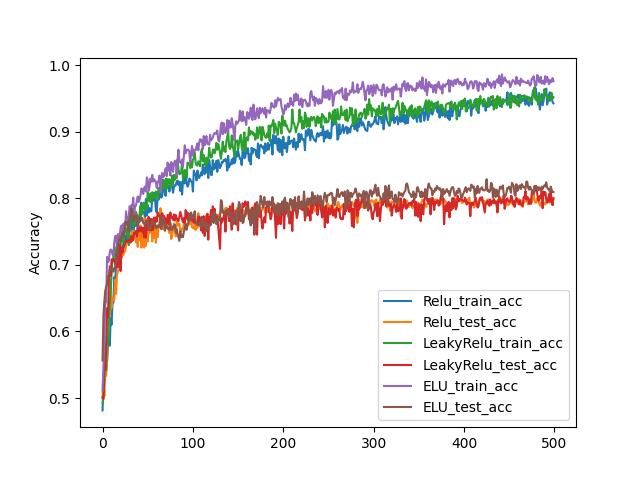 1.0
0.9
0.8
0.7
0.6
0.5
Accuracy
0 100 200 300 400 500
Relu_train_acc
Relu_test_acc
LeakyRelu_train_acc
LeakyRelu_test_acc
ELU_train_acc
ELU_test_acc